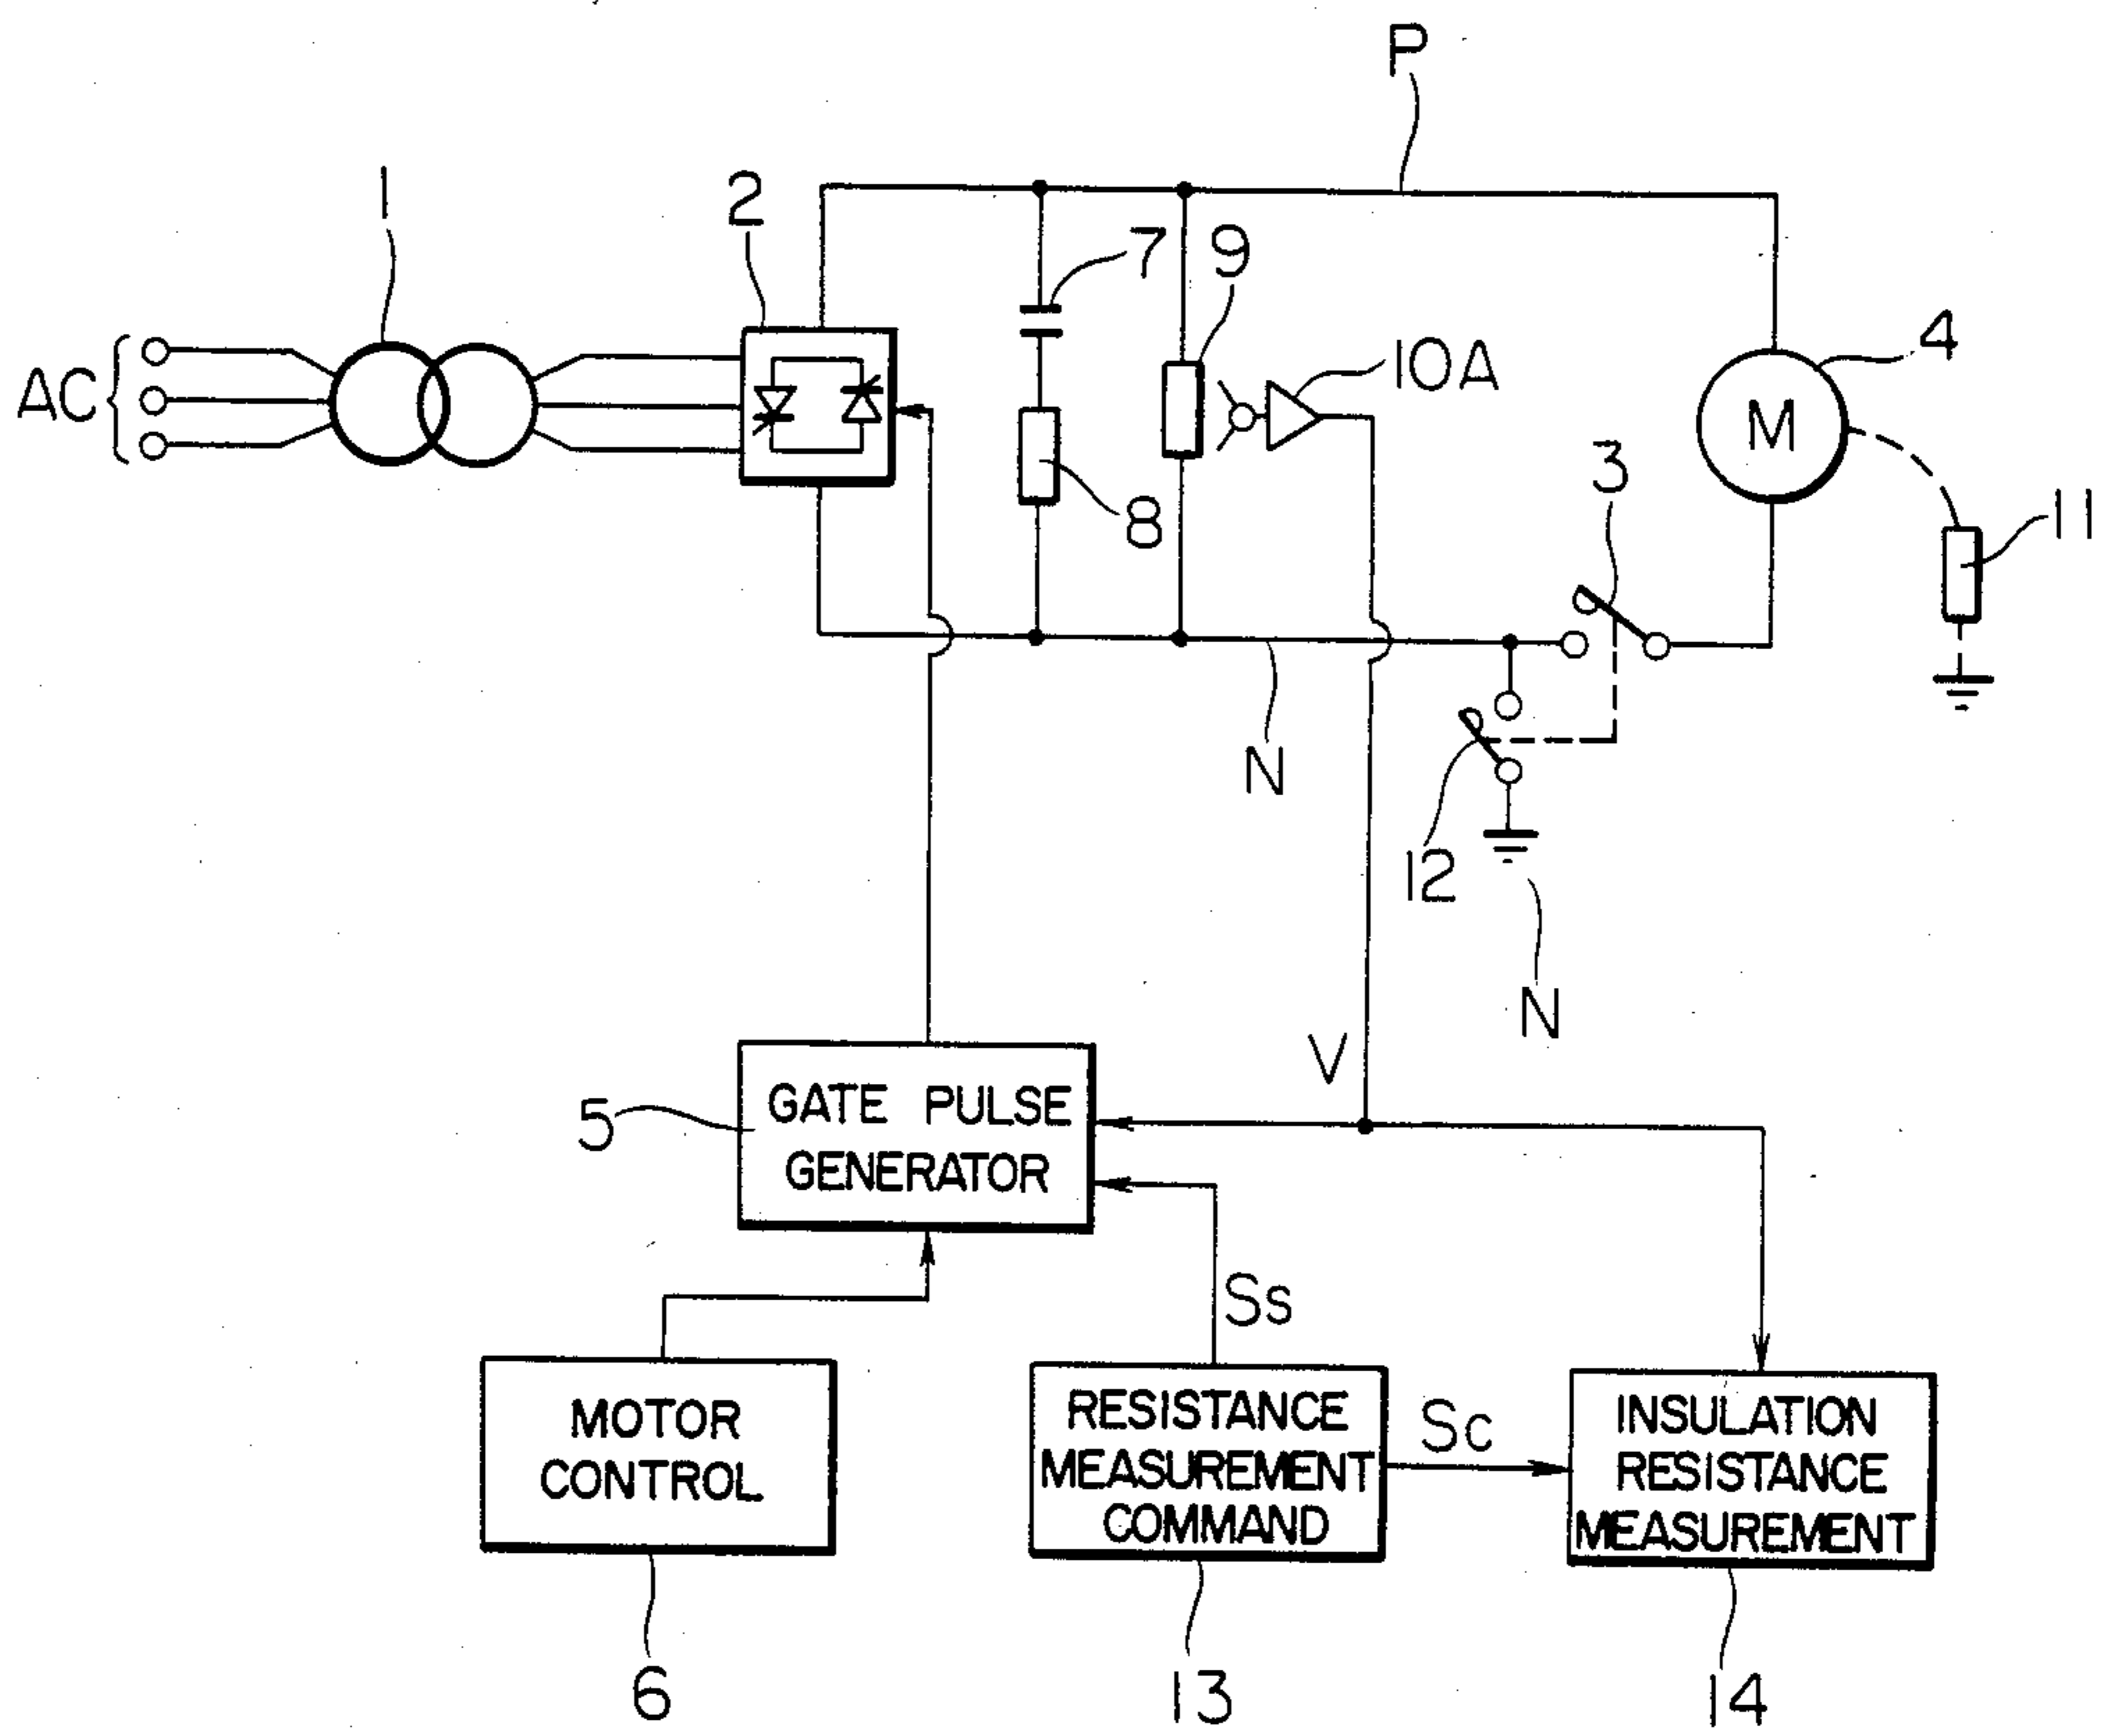 P
1
2
7
9
10A
4
AC
M
3
11
8
N
12
N
V
5
GATE PULSE
GENERATOR
Ss
MOTOR
CONTROL
RESISTANCE
MEASUREMENT
COMMAND
Sc
INSULATION
RESISTANCE
MEASUREMENT
6
13
14